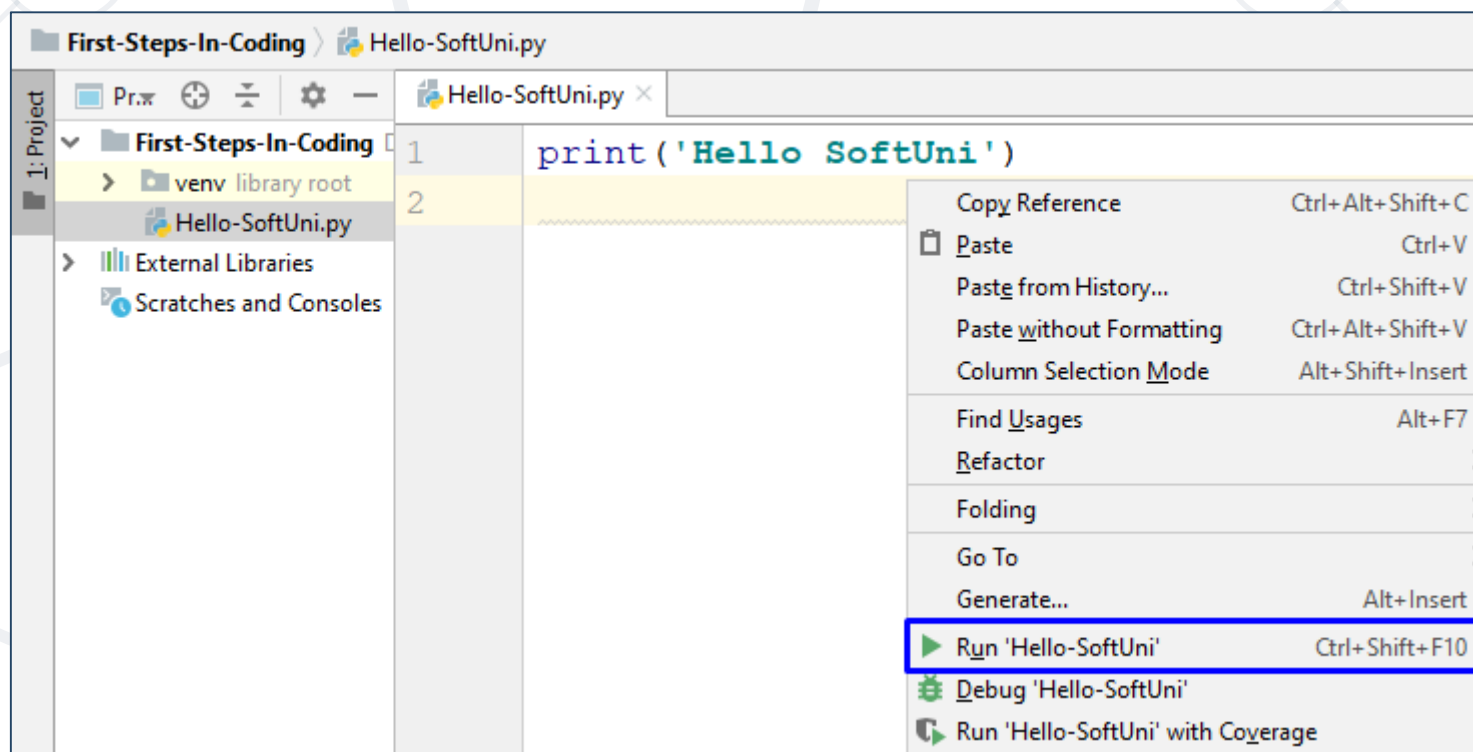 First-Steps-In-Coding Hello-SoftUni.py
1: Project
Pr.
Hello-SoftUni.py
First-Steps-In-Coding
venv library root
Hello-SoftUni.py
External Libraries
Scratches and Consoles
1 print('Hello SoftUni')
2
Copy Reference Ctrl+Alt+Shift+C
Paste Ctrl+V
Paste from History... Ctrl+Shift+V
Paste without Formatting Ctrl+Alt+Shift+V
Column Selection Mode Alt+Shift+Insert
Find Usages Alt+F7
Refactor
Folding
Go To
Generate... Alt+Insert
Run 'Hello-SoftUni' Ctrl+Shift+F10
Debug 'Hello-SoftUni'
Run 'Hello-SoftUni' with Coverage